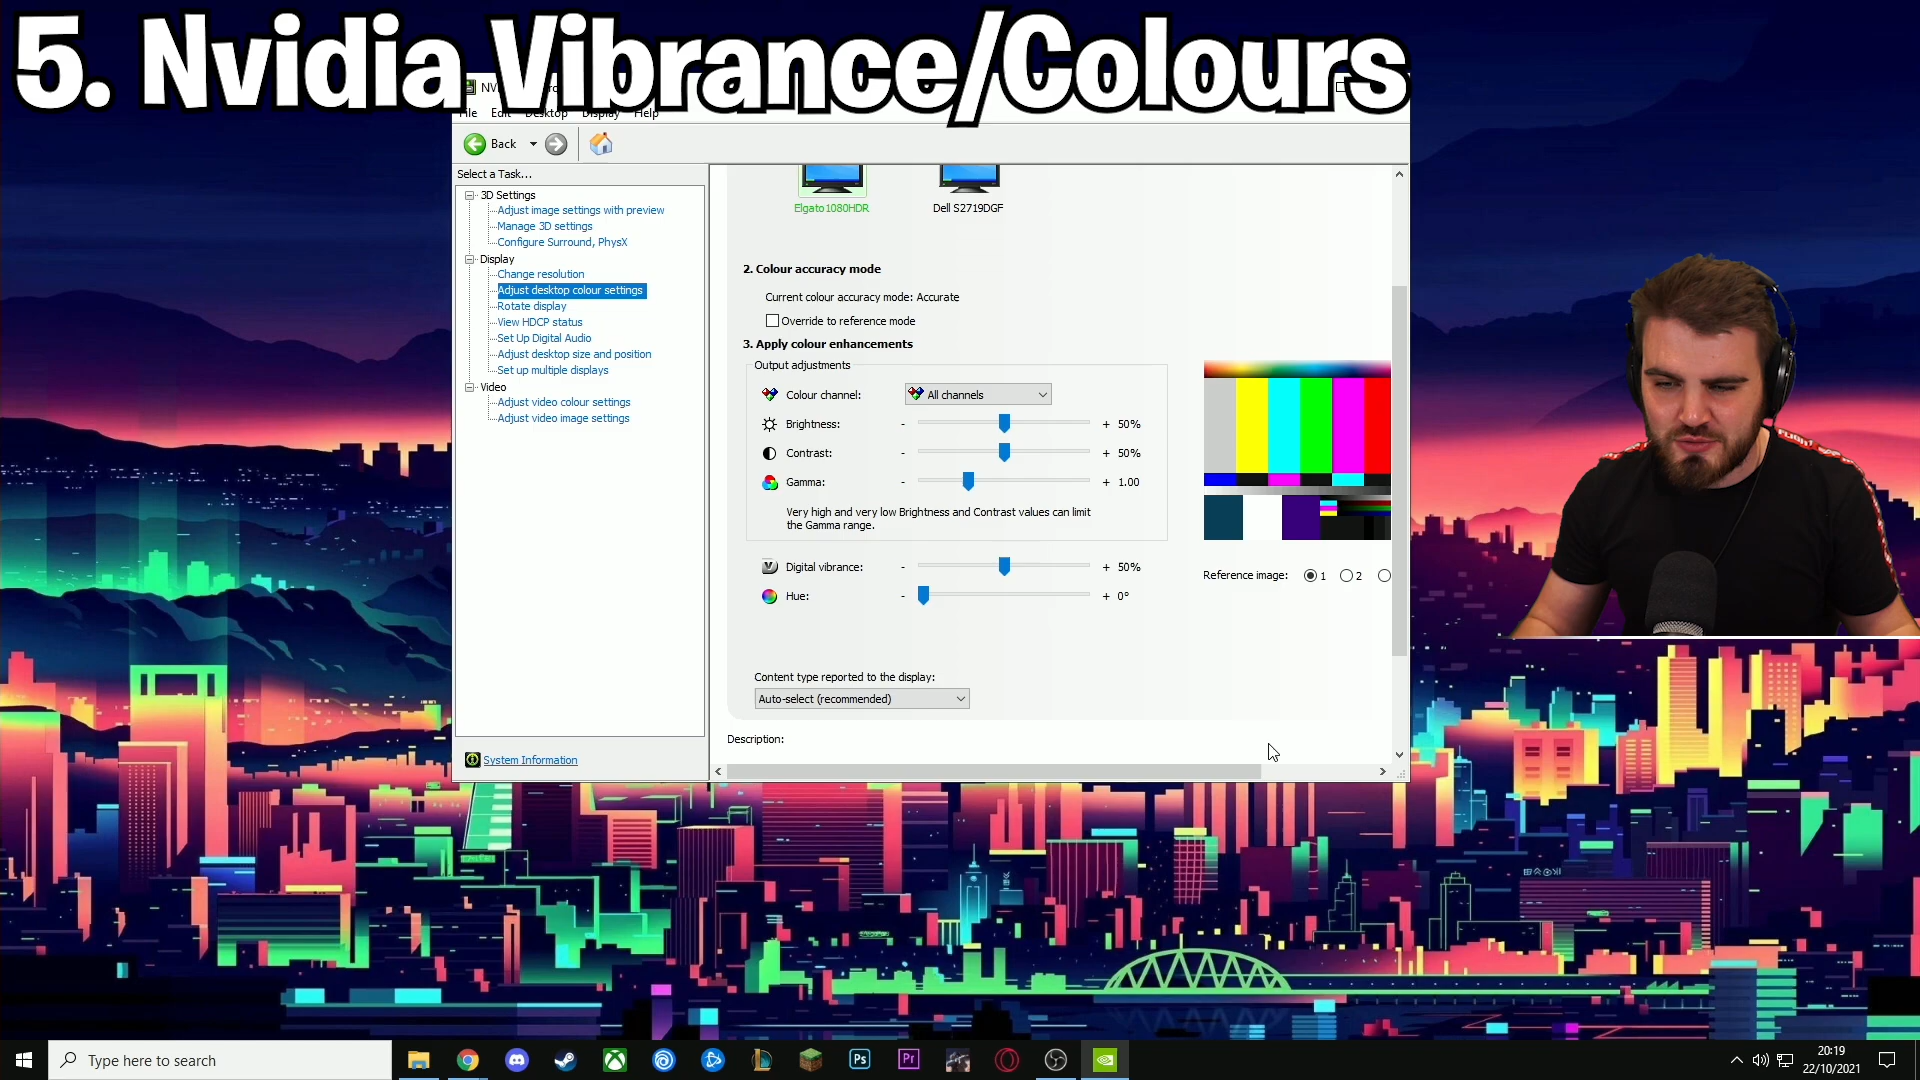 5. Nvidia Vibrance/Colours
Edit Desktop Display Help
Back
Select a Task...
3D Settings
Adjust image settings with preview
Manage 3D settings
Configure Surround, PhysX
Display
Change resolution
Adjust desktop colour settings
Rotate display
View HDCP status
Set Up Digital Audio
Adjust desktop size and position
Set up multiple displays
Video
Adjust video colour settings
Adjust video image settings
System Information
Elgato1080HDR Dell S2719DGF
2. Colour accuracy mode
Current colour accuracy mode: Accurate
Override to reference mode
3. Apply colour enhancements
Output adjustments
Colour channel: All channels
Brightness: - + 50%
Contrast: - + 50%
Gamma: - + 1.00
Very high and very low Brightness and Contrast values can limit
the Gamma range.
Digital vibrance: - + 50%
Hue: - + 0°
Reference image: 1 2
Content type reported to the display:
Auto-select (recommended)
Description:
FLIGHT
Type here to search
Ps
Pr
20:19
22/10/2021